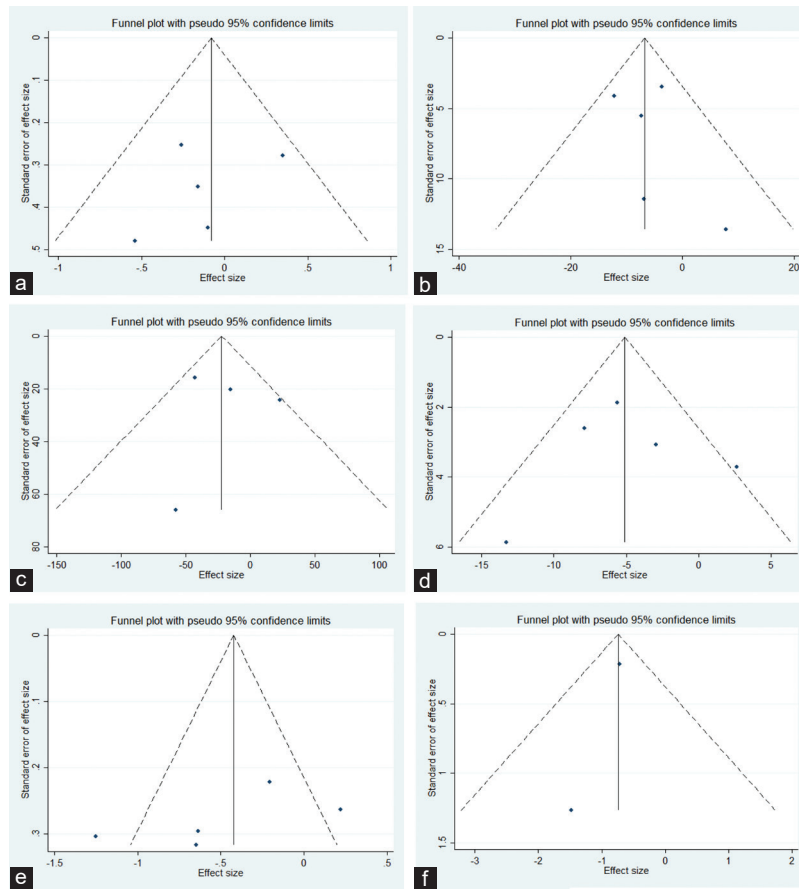 Funnel plot with pseudo 95% confidence limits
Standard error of effect size
0
.1
.2
.3
.4
.5
-1
-.5
0
.5
1
Effect size
a
Funnel plot with pseudo 95% confidence limits
Standard error of effect size
0
5
10
15
-40
-20
0
20
Effect size
b
Funnel plot with pseudo 95% confidence limits
Standard error of effect size
0
20
40
60
80
-150
-100
-50
0
50
100
Effect size
c
Funnel plot with pseudo 95% confidence limits
Standard error of effect size
0
2
4
6
-15
-10
-5
0
5
Effect size
d
Funnel plot with pseudo 95% confidence limits
Standard error of effect size
0
.1
.2
.3
-1.5
-1
-.5
0
.5
Effect size
e
Funnel plot with pseudo 95% confidence limits
Standard error of effect size
0
.5
1
1.5
-3
-2
-1
0
1
2
Effect size
f